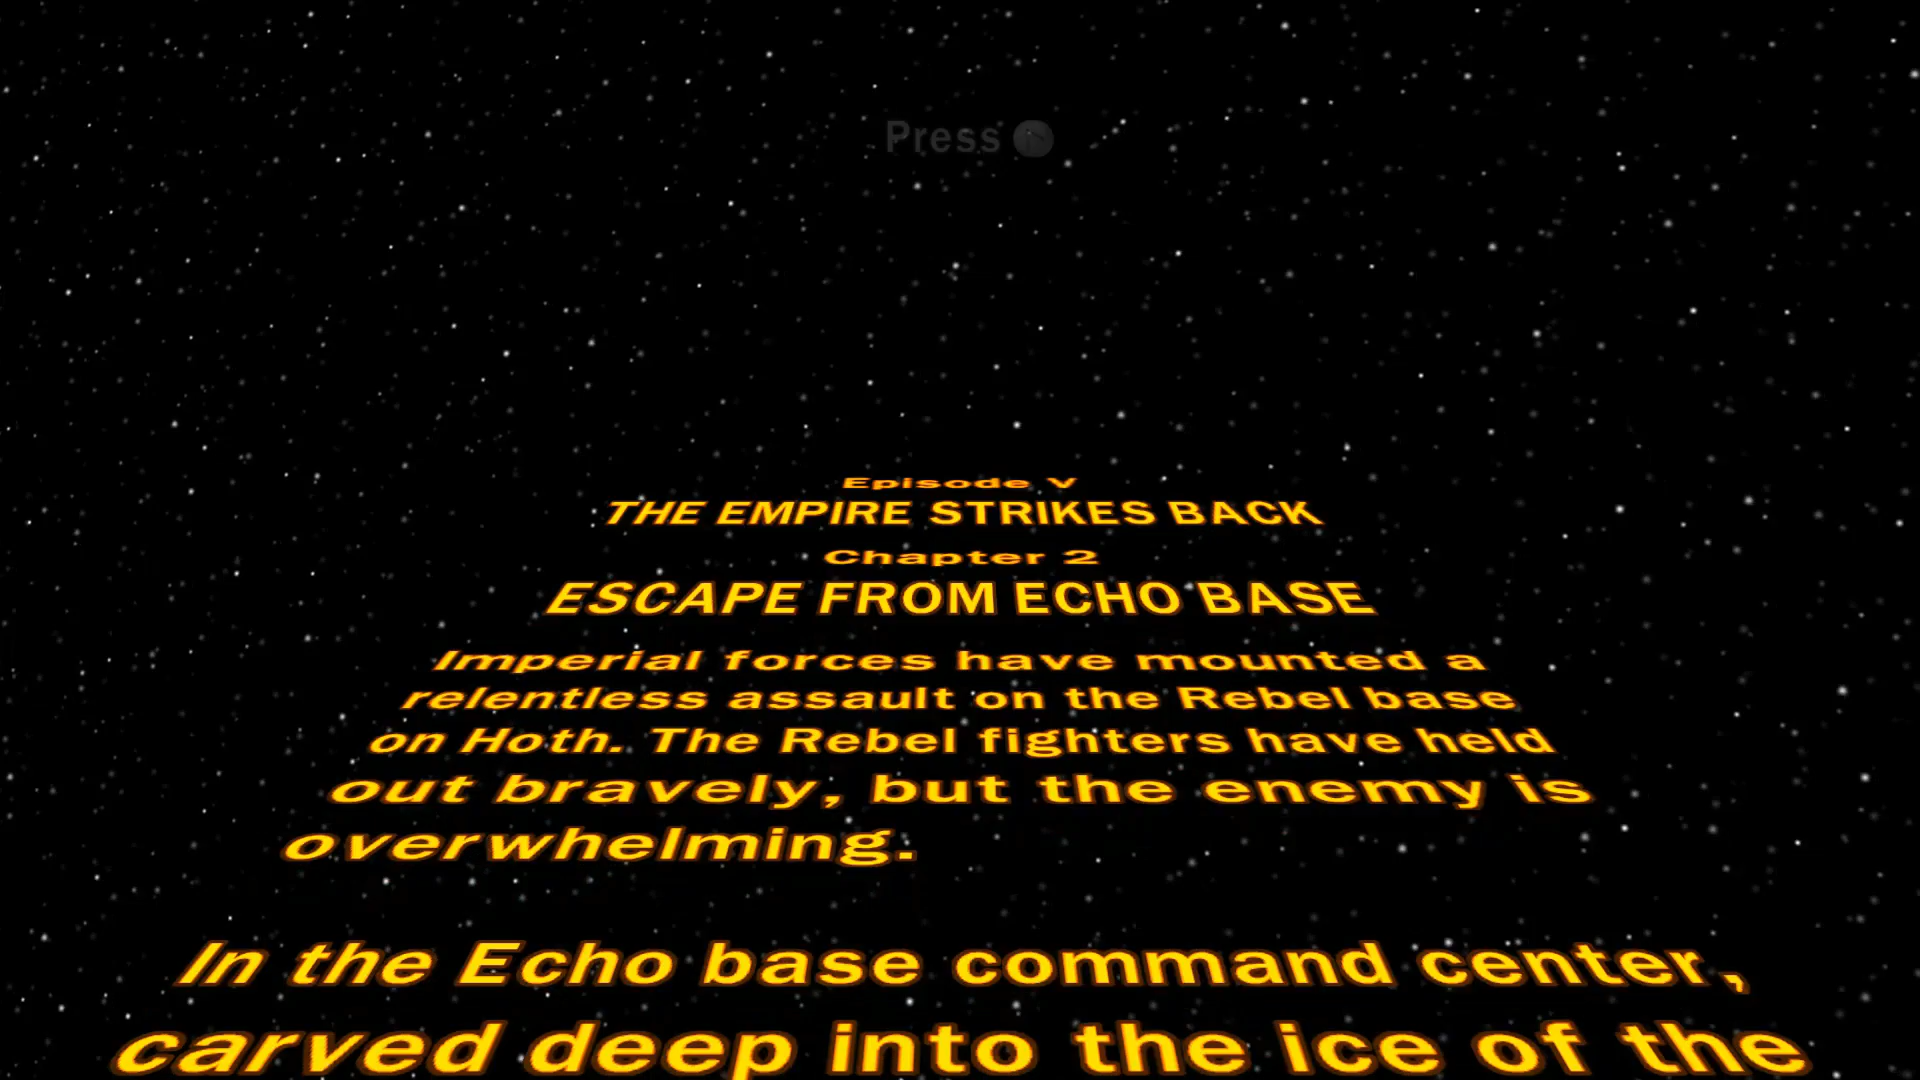 Press
Episode V
THE EMPIRE STRIKES BACK
Chapter 2
ESCAPE FROM ECHO BASE
Imperial forces have mounted a
relentless assault on the Rebel base
on Hoth. The Rebel fighters have held
out bravely, but the enemy is
overwhelming.
In the Echo base command center,
carved deep into the ice of the